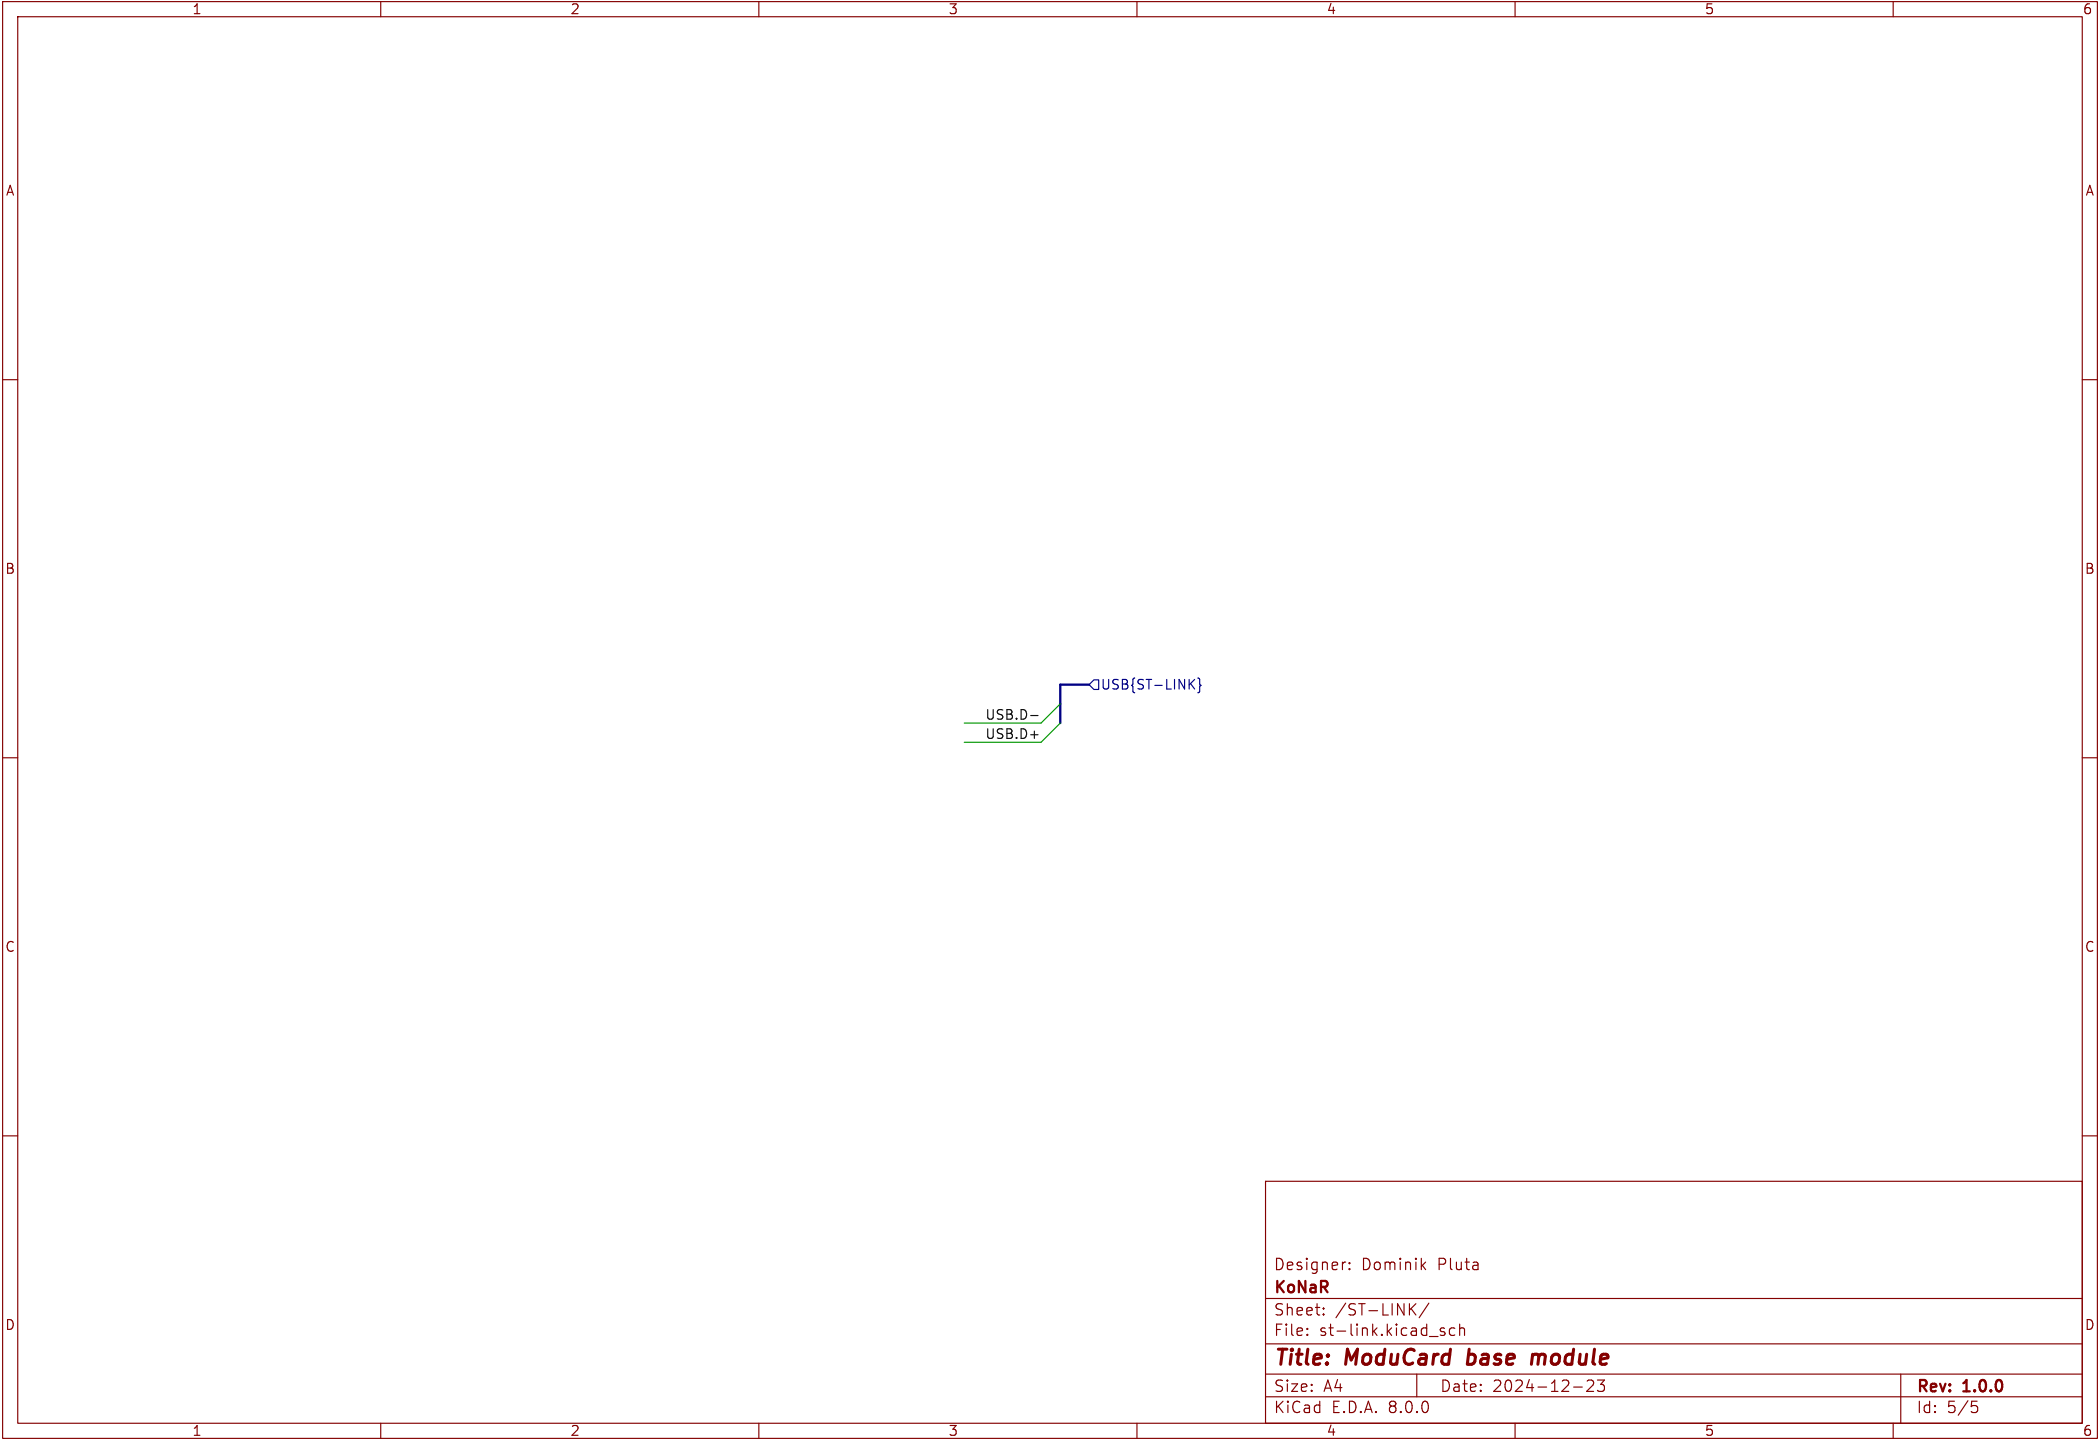 1 2 3 4 5 6
A A
B B
USB{ST-LINK}
USB.D-
USB.D+
C C
Designer: Dominik Pluta
KoNaR
Sheet: /ST-LINK/
File: st-link.kicad_sch
D D
Title: ModuCard base module
Size: A4 Date: 2024-12-23 Rev: 1.0.0
KiCad E.D.A. 8.0.0 Id: 5/5
1 2 3 4 5 6